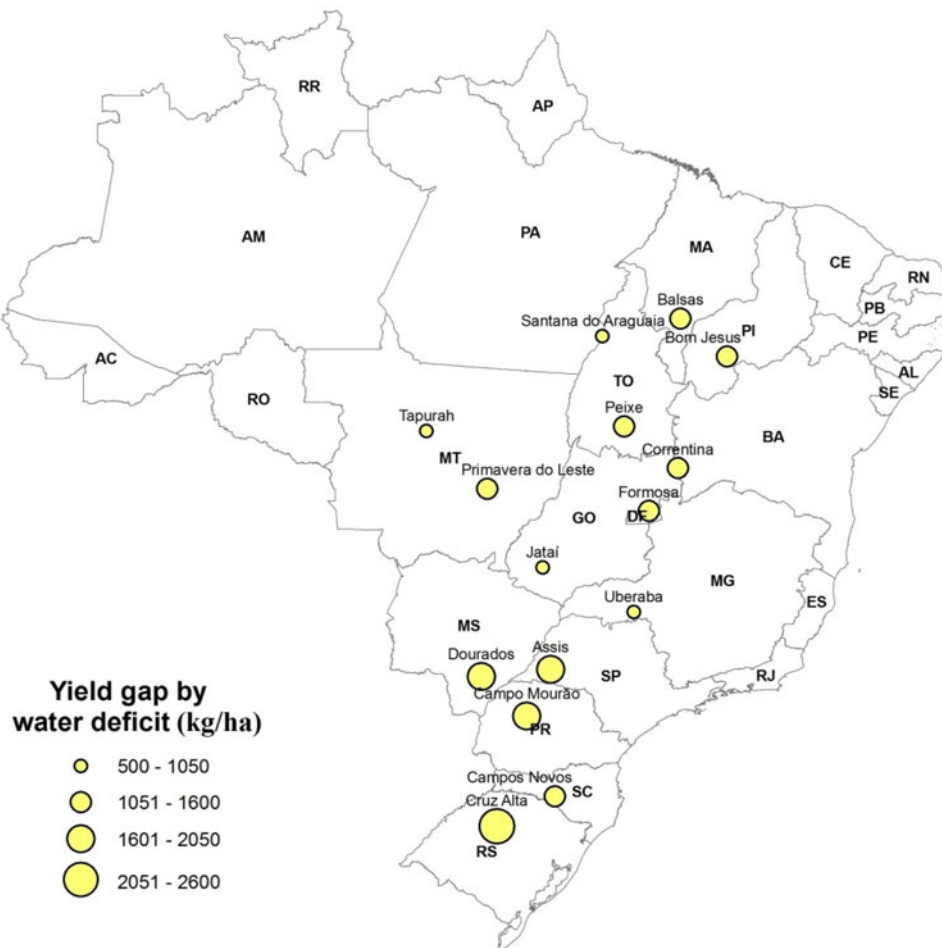 RR
AP
AM
PA
MA
CE
RN
PB
PE
AL
SE
Balsas
Santana do Araguaia
Bom Jesus
PI
AC
RO
TO
Peixe
BA
Tapurah
MT
Primavera do Leste
Correntina
Formosa
GO
DF
Jataí
MG
Uberaba
ES
MS
Dourados
Assis
SP
RJ
Campo Mourão
PR
Campos Novos
SC
Cruz Alta
RS
Yield gap by
water deficit (kg/ha)
500 - 1050
1051 - 1600
1601 - 2050
2051 - 2600